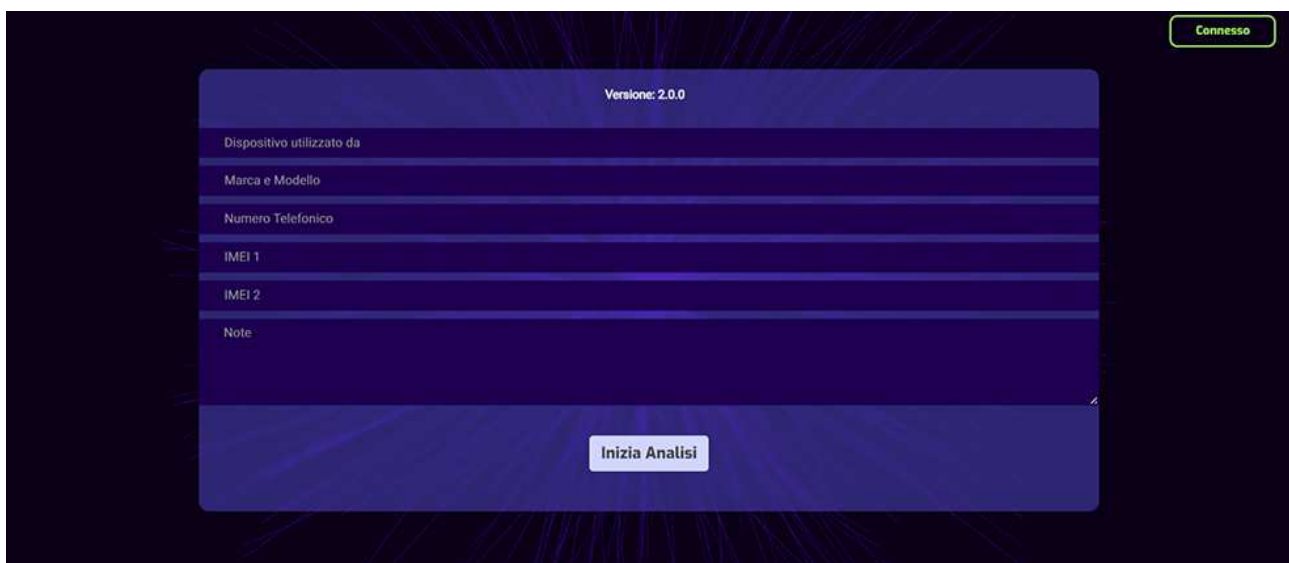 Connesso
Versione: 2.0.0
Dispositivo utilizzato da
Marca e Modello
Numero Telefonico
IMEI 1
IMEI 2
Note
Inizia Analisi